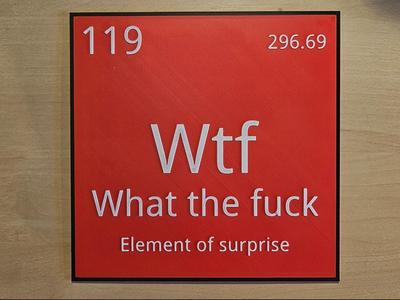 119
296.69
Wtf
What the fuck
Element of surprise